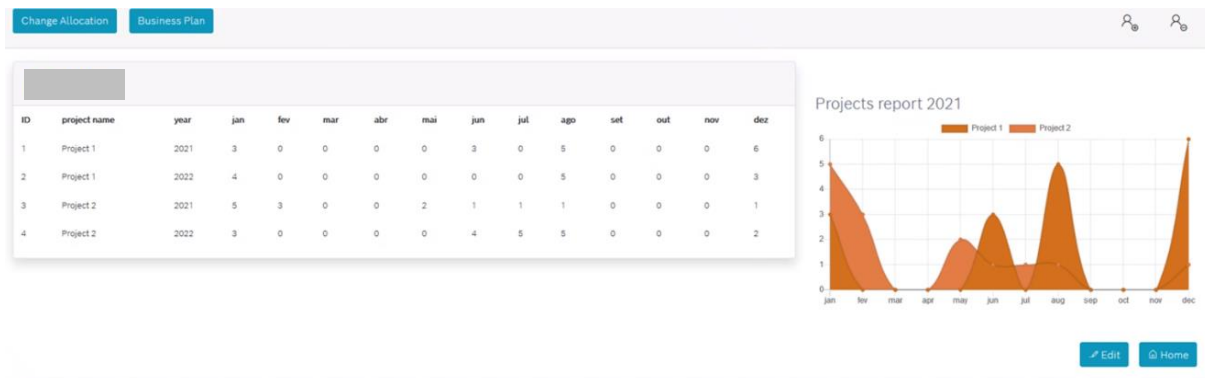 Change Allocation Business Plan
ID project name year jan fev mar abr mai jun jul ago set out nov dez
1 Project 1 2021 3 0 0 0 0 3 0 5 0 0 0 6
2 Project 1 2022 4 0 0 0 0 0 0 5 0 0 0 3
3 Project 2 2021 5 3 0 0 2 1 1 1 0 0 0 1
4 Project 2 2022 3 0 0 0 0 4 5 5 0 0 0 2
Projects report 2021
Project 1 Project 2
6
5
4
3
2
1
0
jan fev mar apr may jun jul aug sep oct nov dec
Edit Home